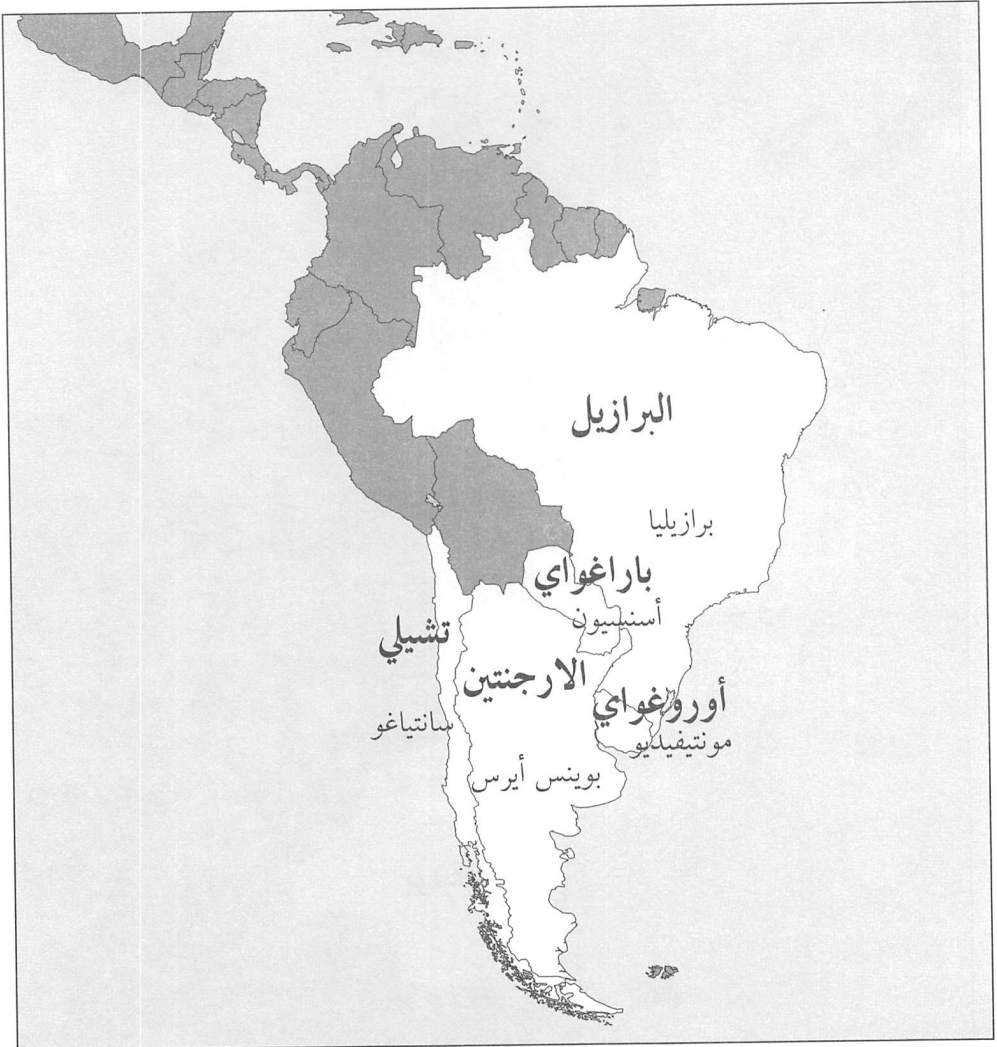 البرازيل
برازيليا
باراغواي
أسنسيون
تشيلي
الارجنتين
أوروغواي
سانتياغو
مونتيفيديو
بوينس أيرس